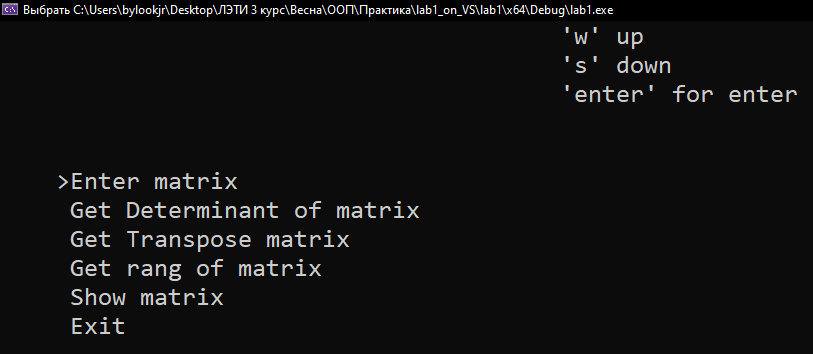 Выбрать C:\Users\bylookjr\Desktop\ЛЭТИ 3 курс\Весна\ООП\Практика\lab1_on_VS\lab1\x64\Debug\lab1.exe
'w' up
's' down
'enter' for enter
>Enter matrix
Get Determinant of matrix
Get Transpose matrix
Get rang of matrix
Show matrix
Exit